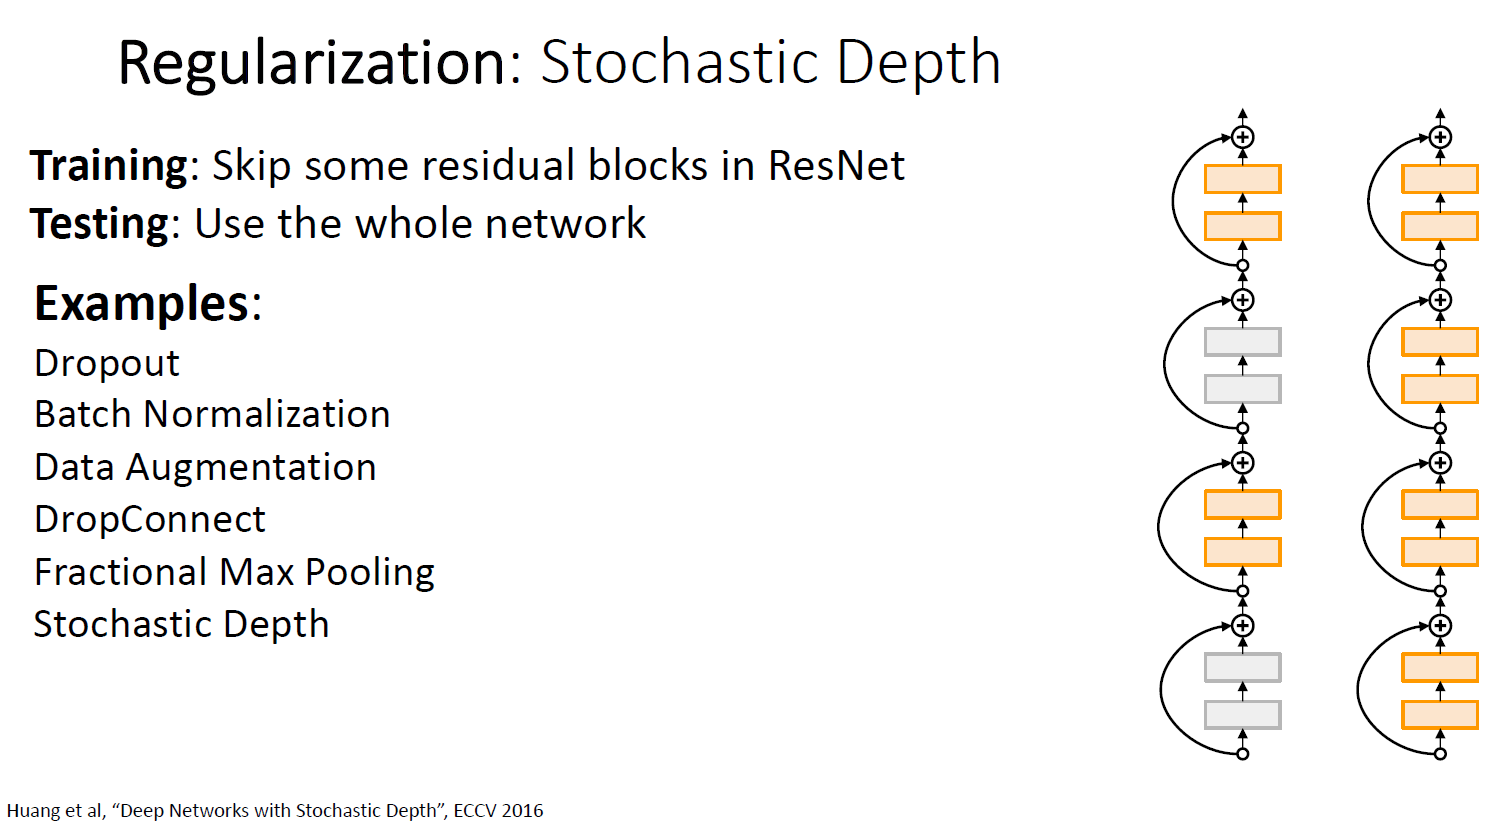 Regularization: Stochastic Depth
Training: Skip some residual blocks in ResNet
Testing: Use the whole network
Examples:
Dropout
Batch Normalization
Data Augmentation
DropConnect
Fractional Max Pooling
Stochastic Depth
Huang et al, “Deep Networks with Stochastic Depth”, ECCV 2016